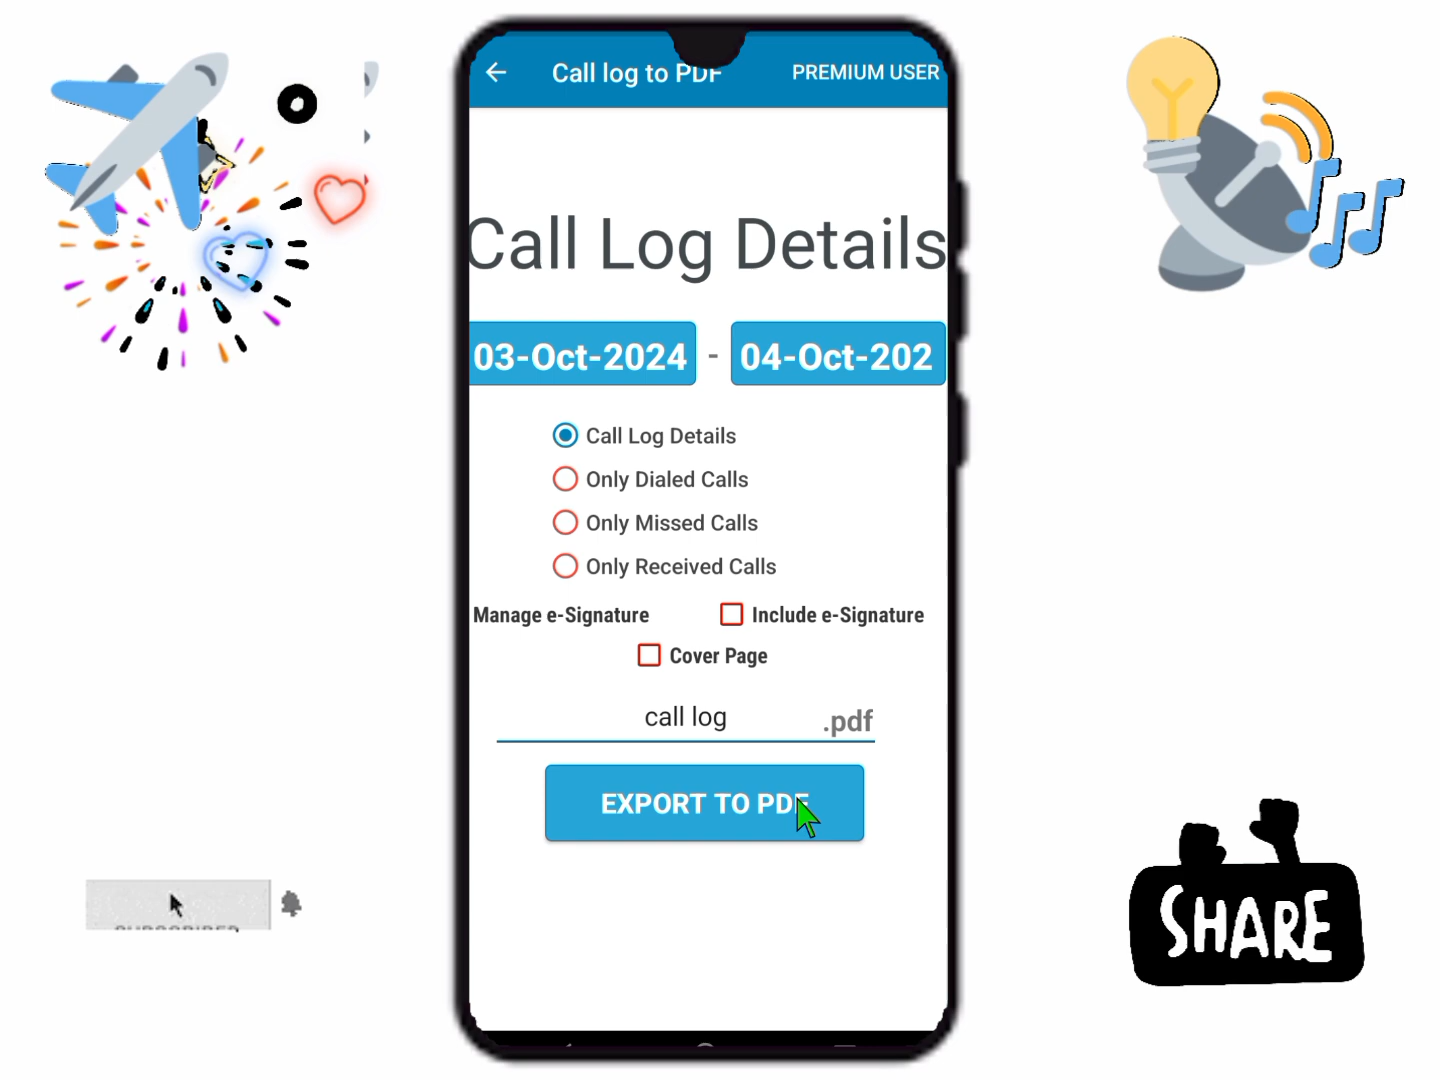 Call log to PDF PREMIUM USER
Call Log Details
03-Oct-2024 - 04-Oct-202
Call Log Details
Only Dialed Calls
Only Missed Calls
Only Received Calls
Manage e-Signature Include e-Signature
Cover Page
call log .pdf
EXPORT TO PDF
SHARE